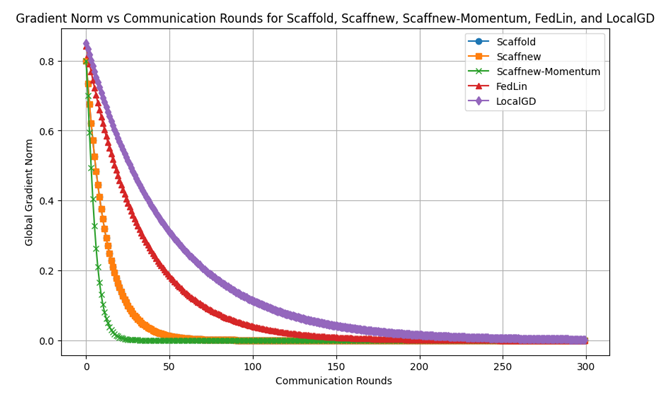 Gradient Norm vs Communication Rounds for Scaffold, Scaffnew, Scaffnew-Momentum, FedLin, and LocalGD
Scaffold
Scaffnew
Scaffnew-Momentum
FedLin
LocalGD
Global Gradient Norm
0.8
0.6
0.4
0.2
0.0
0 50 100 150 200 250 300
Communication Rounds